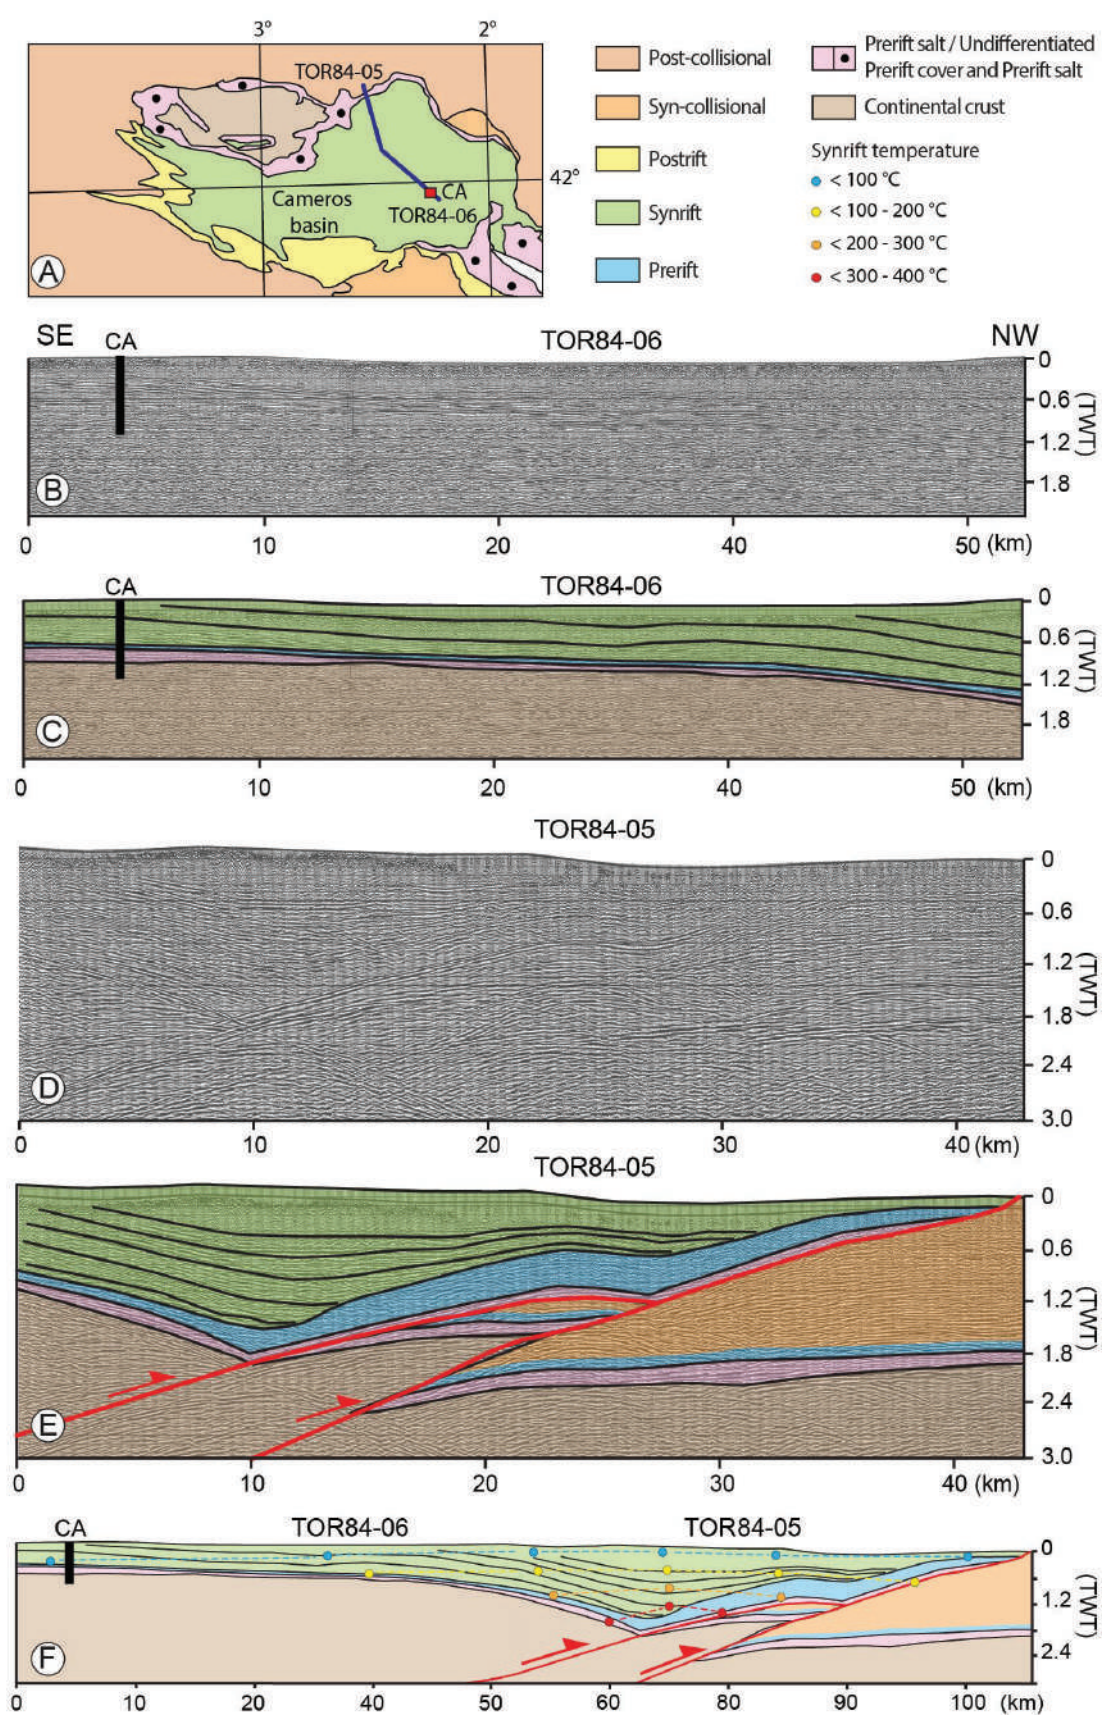 3° 2°
TOR84-05
42°
CA
Cameros
TOR84-06
basin
A
Post-collisional
Syn-collisional
Postrift
Synrift
Prerift
Prerift salt / Undifferentiated
Prerift cover and Prerift salt
Continental crust
Synrift temperature
< 100 °C
< 100 - 200 °C
< 200 - 300 °C
< 300 - 400 °C
SE CA TOR84-06 NW
0
0.6
1.2
1.8
(TWT)
B
0 10 20 40 50 (km)
CA TOR84-06
0
0.6
1.2
1.8
(TWT)
C
0 10 20 40 50 (km)
TOR84-05
0
0.6
1.2
1.8
2.4
3.0
(TWT)
D
0 10 20 30 40 (km)
TOR84-05
0
0.6
1.2
1.8
2.4
3.0
(TWT)
E
0 10 20 30 40 (km)
CA TOR84-06 TOR84-05
0
1.2
2.4
(TWT)
F
0 10 20 40 50 60 80 90 100 (km)